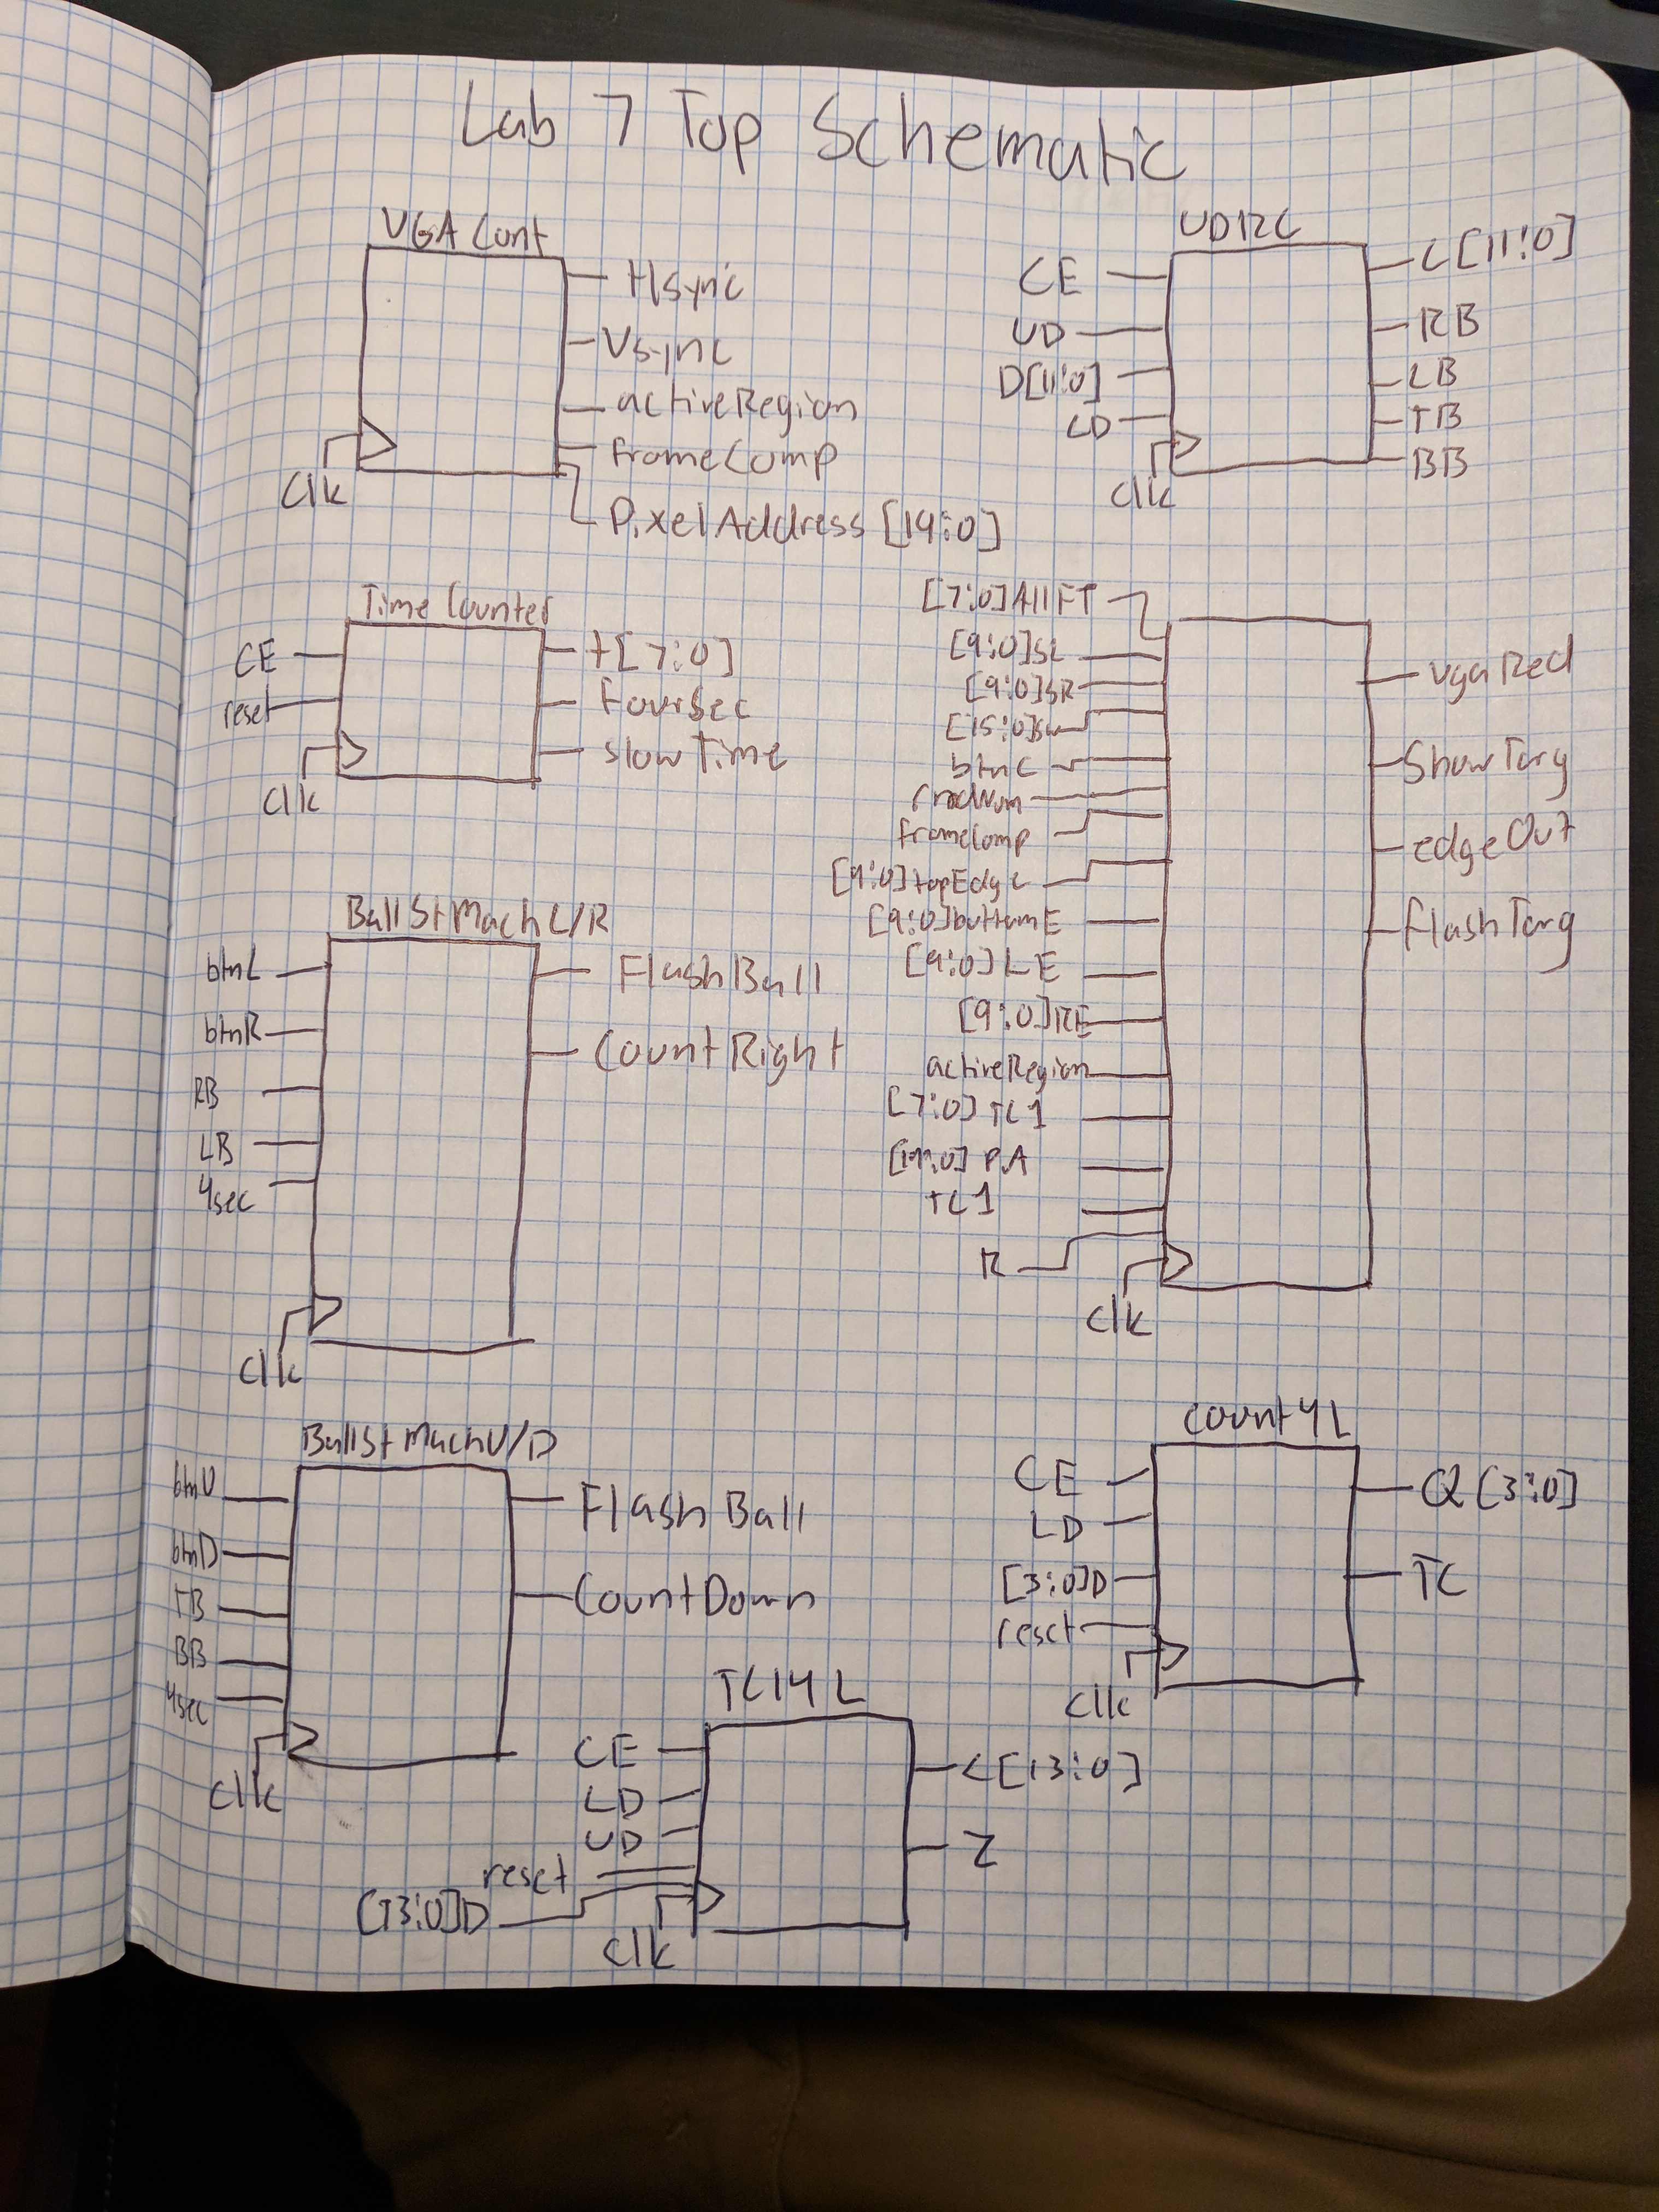 Lab 7 Top Schematic
VGA Cont
Hsync
Vsync
activeRegion
frameComp
PixelAddress [19:0]
Clk
UD12C
CE
UD
D[11:0]
LD
Clk
C[11:0]
RB
LB
TB
BB
Time Counter
CE
reset
Clk
t[7:0]
FourSec
slowTime
[7:0]AllFT
[9:0]SL
[9:0]SR
[15:0]sw
btnC
rndNum
frameComp
[9:0]topEdge
[9:0]bottomE
[9:0]LE
[9:0]RE
activeRegion
[7:0] TC1
[19:0] PA
TC1
R
Clk
vgaRed
ShowTarg
edgeOut
FlashTarg
BallStMachL/R
btnL
btnR
RB
LB
4sec
Clk
FlashBall
CountRight
BallStMachU/D
btnU
btnD
TB
BB
4sec
Clk
FlashBall
CountDown
Count4L
CE
LD
[3:0]D
reset
Clk
Q[3:0]
TC
TC14L
CE
LD
UD
reset
[13:0]D
Clk
C[13:0]
Z